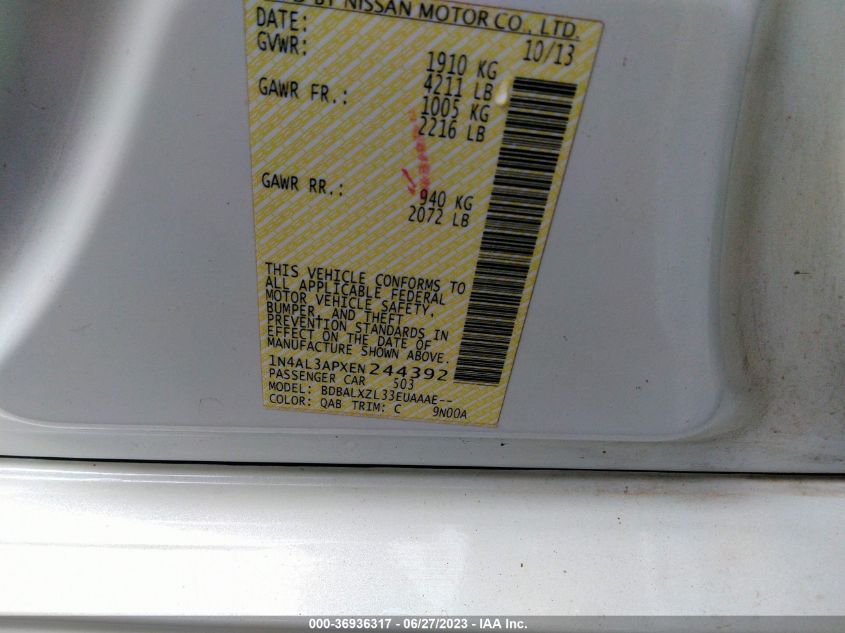 BY NISSAN MOTOR CO., LTD.
DATE: 10/13
GVWR: 1910 KG
4211 LB
GAWR FR.: 1005 KG
2216 LB
GAWR RR.: 940 KG
2072 LB
THIS VEHICLE CONFORMS TO
ALL APPLICABLE FEDERAL
MOTOR VEHICLE SAFETY,
BUMPER, AND THEFT
PREVENTION STANDARDS IN
EFFECT ON THE DATE OF
MANUFACTURE SHOWN ABOVE.
1N4AL3APXEN244392
PASSENGER CAR 503
MODEL: BDBALXZL33EUAAAE--
COLOR: QAB TRIM: C 9N00A
000-36936317 / 06/27/2023 - IAA Inc.